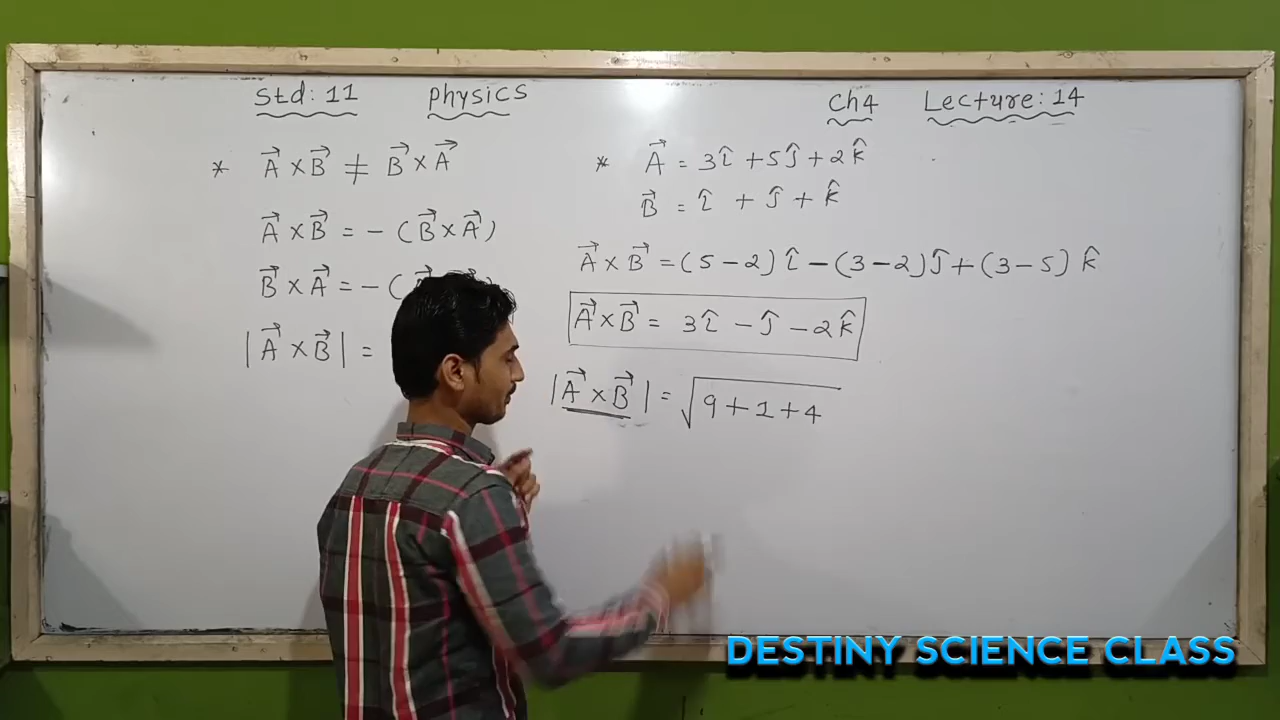 Std: 11 Physics Ch4 Lecture: 14
* A⃗ × B⃗ ≠ B⃗ × A⃗
A⃗ × B⃗ = - (B⃗ × A⃗)
B⃗ × A⃗ = - (
|A⃗ × B⃗| =
* A⃗ = 3î + 5ĵ + 2k̂
B⃗ = î + ĵ + k̂
A⃗ × B⃗ = (5 - 2) î - (3 - 2) ĵ + (3 - 5) k̂
A⃗ × B⃗ = 3î - ĵ - 2k̂
|A⃗ × B⃗| = √9 + 1 + 4
DESTINY SCIENCE CLASS